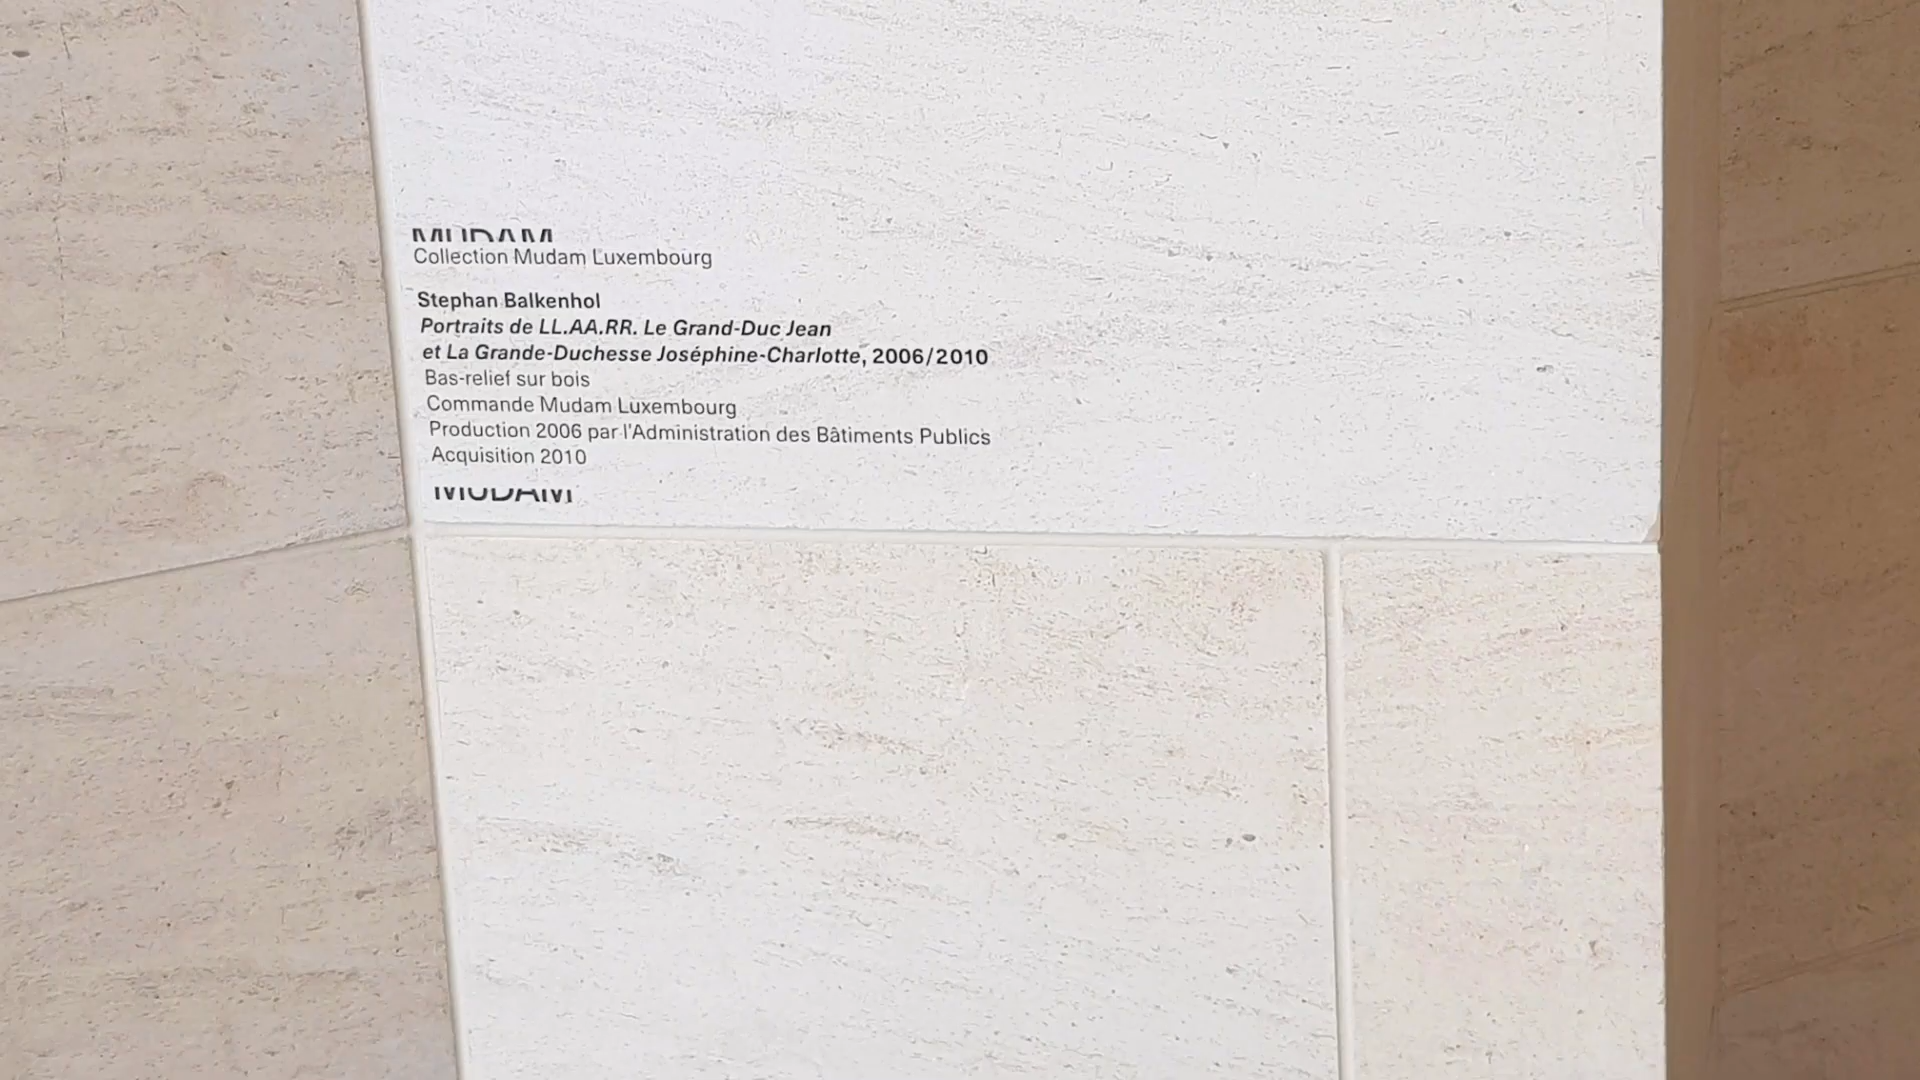 MUDAM
Collection Mudam Luxembourg
Stephan Balkenhol
Portraits de LL.AA.RR. Le Grand-Duc Jean
et La Grande-Duchesse Joséphine-Charlotte, 2006/2010
Bas-relief sur bois
Commande Mudam Luxembourg
Production 2006 par l'Administration des Bâtiments Publics
Acquisition 2010
MUDAM